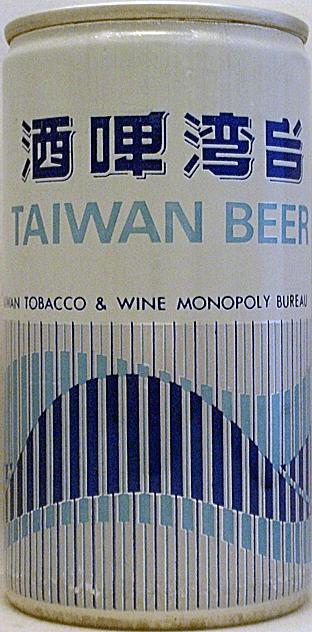 台湾啤酒
TAIWAN BEER
WAN TOBACCO & WINE MONOPOLY BUREAU